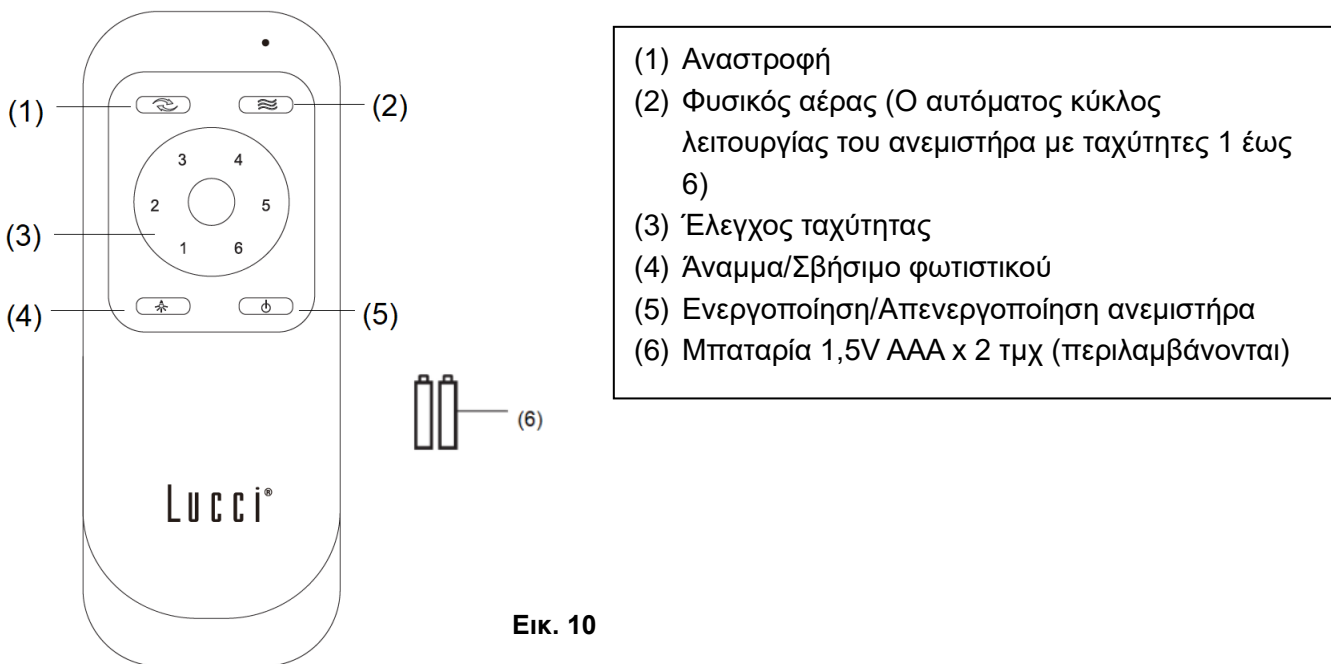 (1)
(2)
3 4
2 5
(3)
1 6
(4)
(5)
(6)
Lucci®
Εικ. 10
(1) Αναστροφή
(2) Φυσικός αέρας (Ο αυτόματος κύκλος
λειτουργίας του ανεμιστήρα με ταχύτητες 1 έως
6)
(3) Έλεγχος ταχύτητας
(4) Άναμμα/Σβήσιμο φωτιστικού
(5) Ενεργοποίηση/Απενεργοποίηση ανεμιστήρα
(6) Μπαταρία 1,5V AAA x 2 τμχ (περιλαμβάνονται)